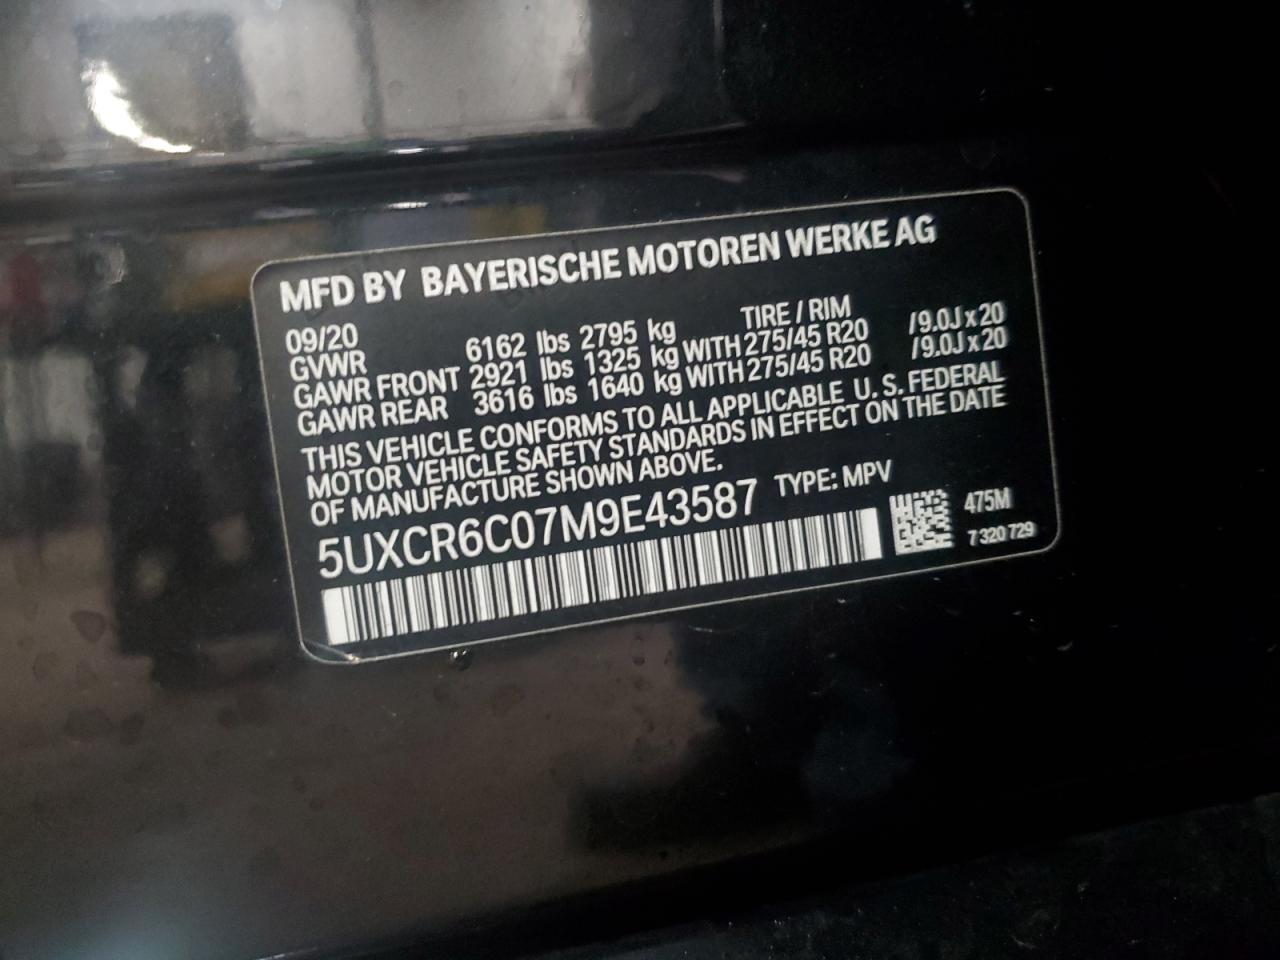 MFD BY BAYERISCHE MOTOREN WERKE AG
09/20 TIRE / RIM
GVWR 6162 lbs 2795 kg
GAWR FRONT 2921 lbs 1325 kg WITH 275/45 R20 /9.0J x 20
GAWR REAR 3616 lbs 1640 kg WITH 275/45 R20 /9.0J x 20
THIS VEHICLE CONFORMS TO ALL APPLICABLE U.S. FEDERAL
MOTOR VEHICLE SAFETY STANDARDS IN EFFECT ON THE DATE
OF MANUFACTURE SHOWN ABOVE.
5UXCR6C07M9E43587 TYPE: MPV
475M
7 320 729